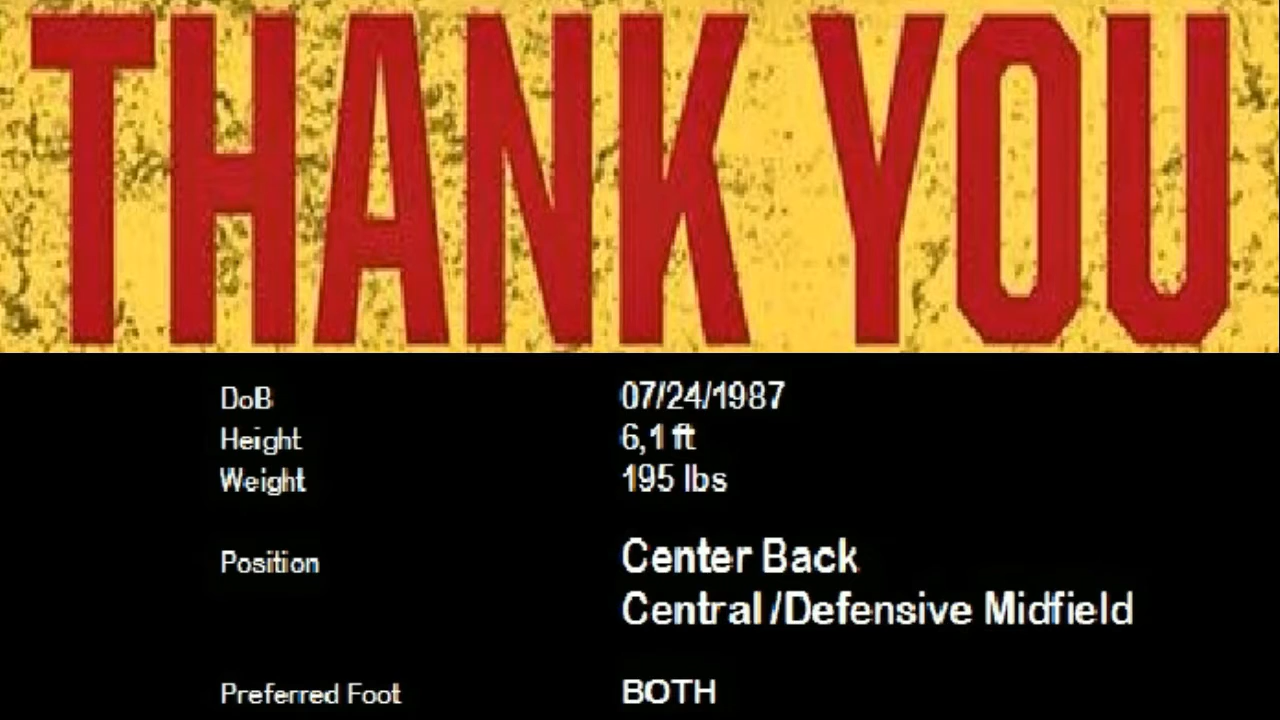 THANK YOU
DoB 07/24/1987
Height 6,1 ft
Weight 195 lbs
Position Center Back
Central /Defensive Midfield
Preferred Foot BOTH